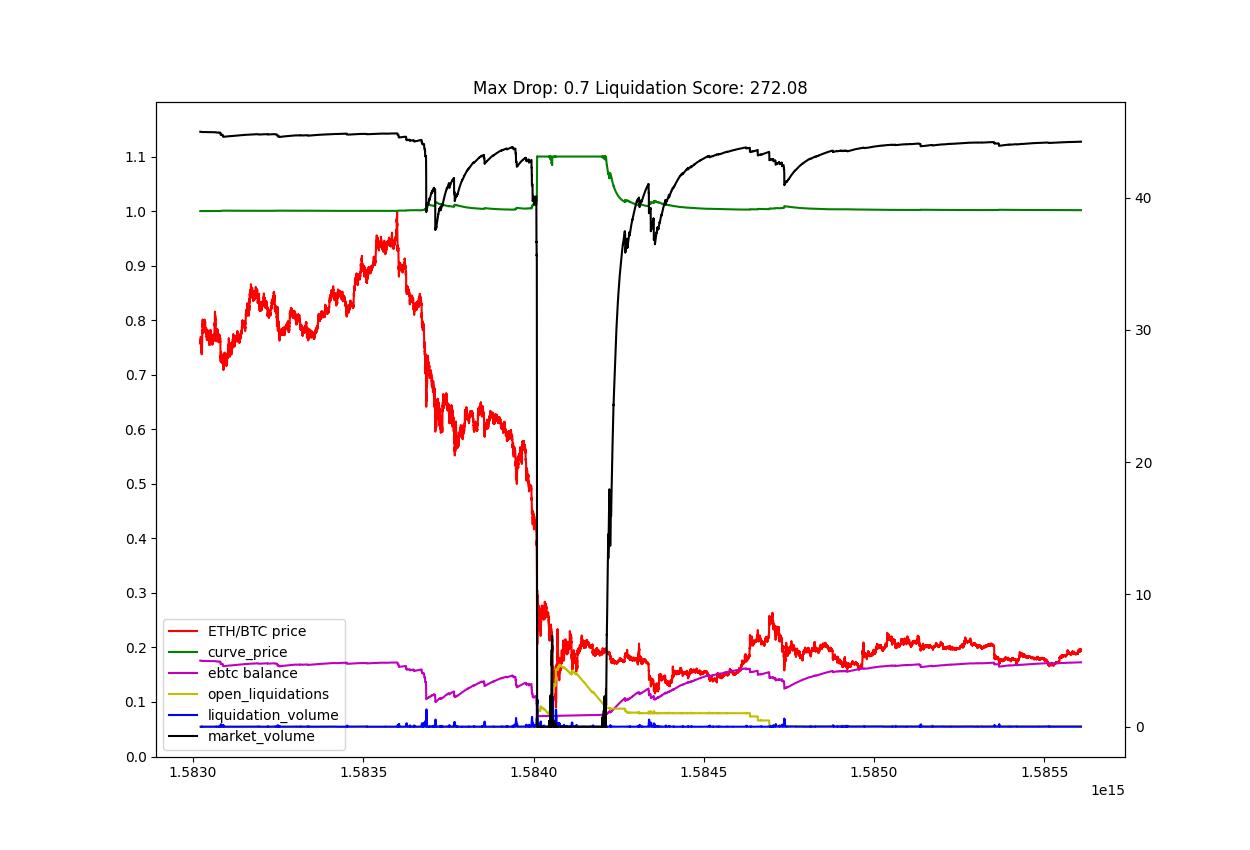 Max Drop: 0.7 Liquidation Score: 272.08
1.1
1.0
0.9
0.8
0.7
0.6
0.5
0.4
0.3
0.2
0.1
0.0
40
30
20
10
0
ETH/BTC price
curve_price
ebtc balance
open_liquidations
liquidation_volume
market_volume
1.5830 1.5835 1.5840 1.5845 1.5850 1.5855
1e15